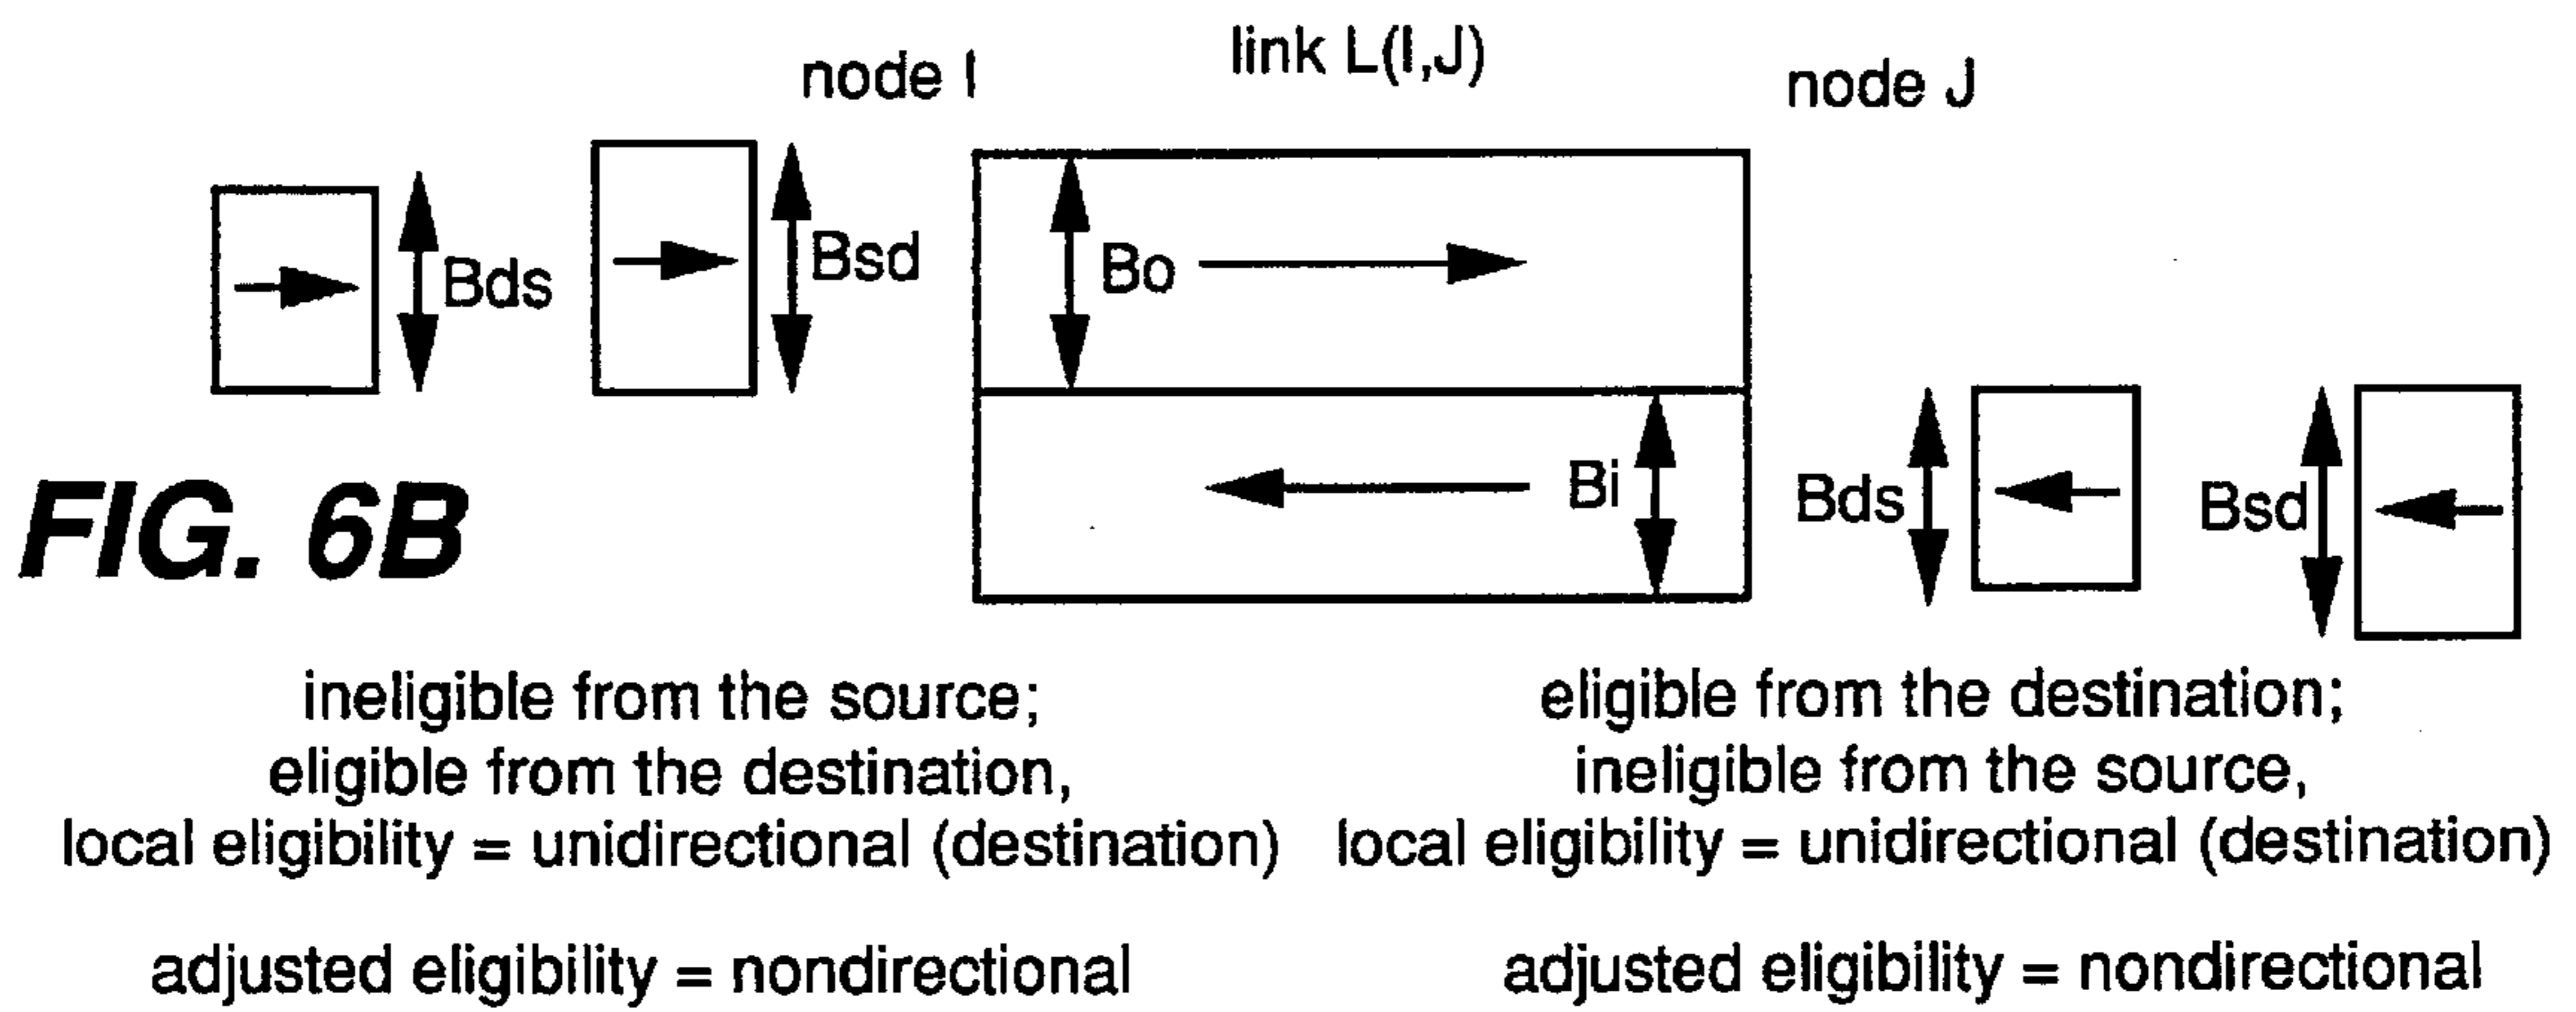 node I
link L(I,J)
node J
Bds
Bsd
Bo
Bi
Bds
Bsd
FIG. 6B
ineligible from the source;
eligible from the destination,
local eligibility = unidirectional (destination)
adjusted eligibility = nondirectional
eligible from the destination;
ineligible from the source,
local eligibility = unidirectional (destination)
adjusted eligibility = nondirectional